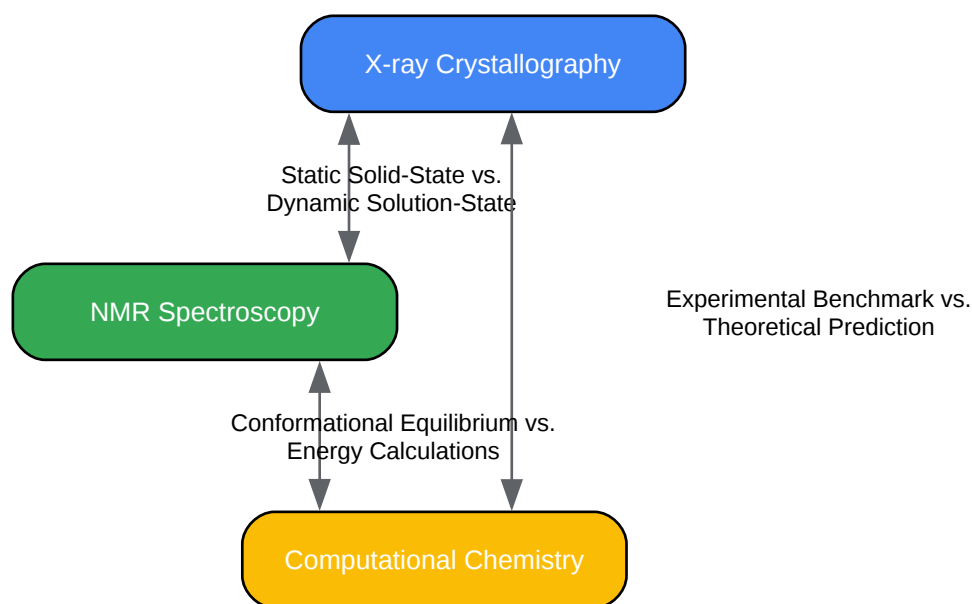 X-ray Crystallography
Static Solid-State vs.
Dynamic Solution-State
NMR Spectroscopy
Experimental Benchmark vs.
Theoretical Prediction
Conformational Equilibrium vs.
Energy Calculations
Computational Chemistry